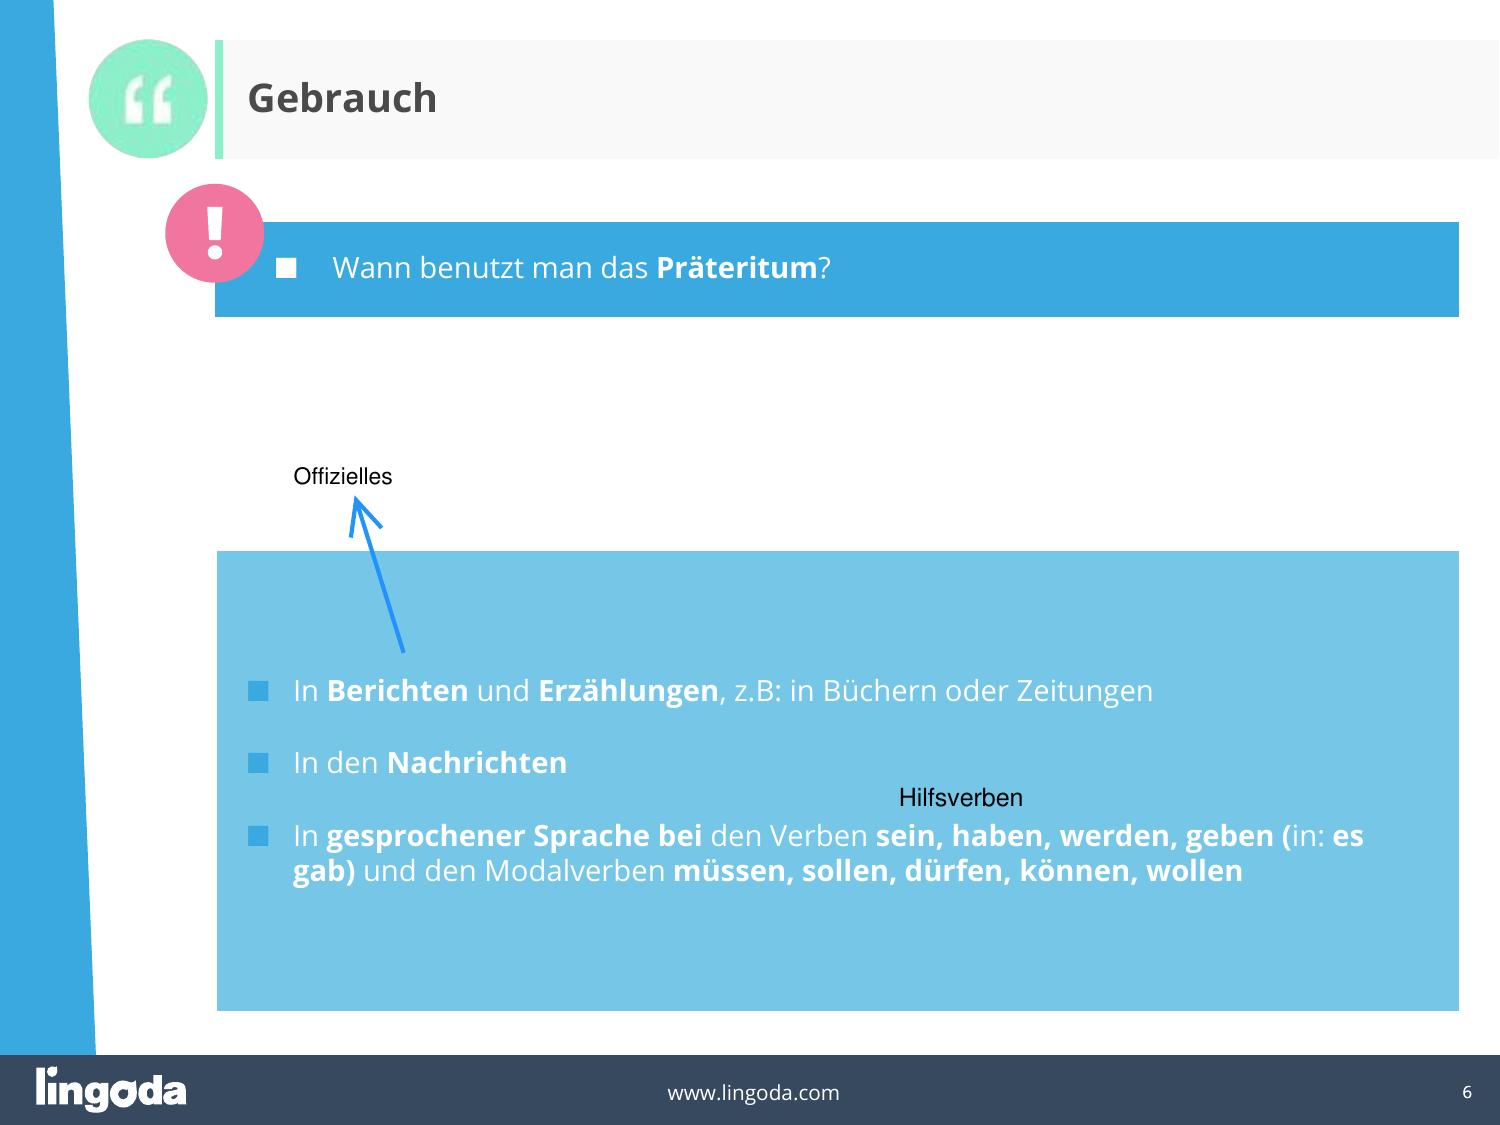 Gebrauch
!
Wann benutzt man das Präteritum?
Offizielles
In Berichten und Erzählungen, z.B: in Büchern oder Zeitungen
In den Nachrichten
Hilfsverben
In gesprochener Sprache bei den Verben sein, haben, werden, geben (in: es
gab) und den Modalverben müssen, sollen, dürfen, können, wollen
lingoda
www.lingoda.com
6